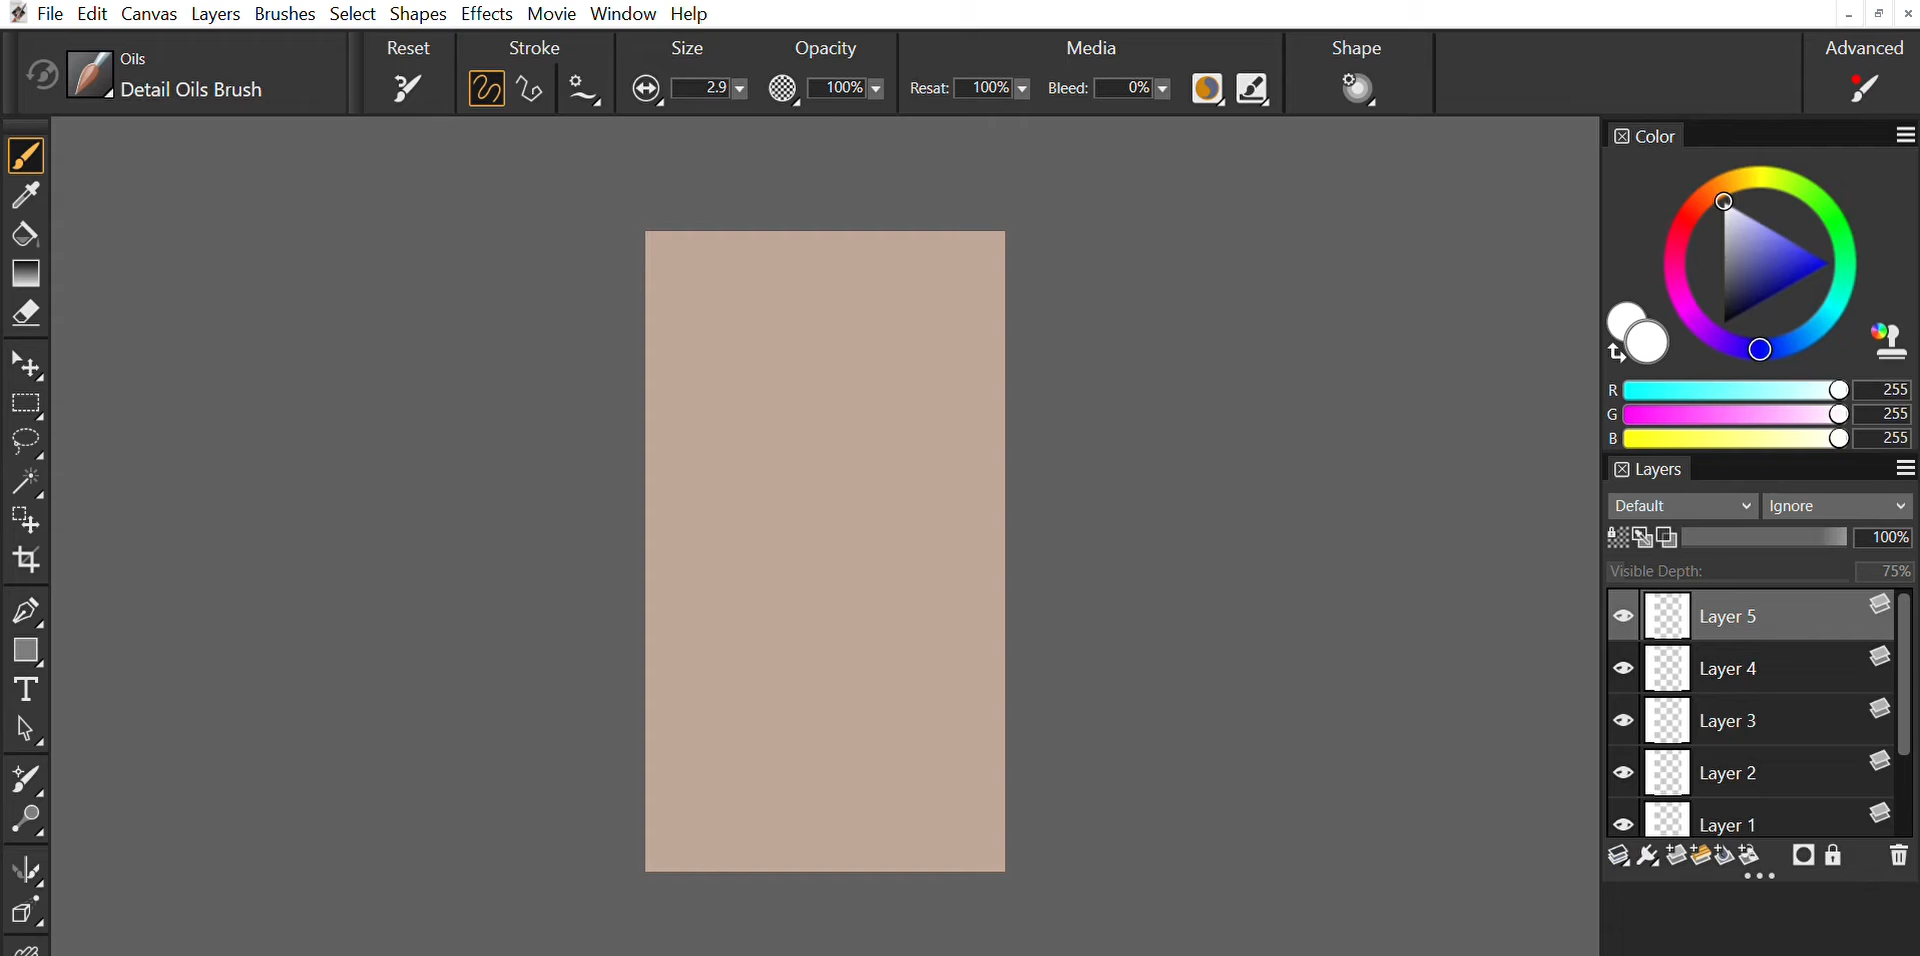 File Edit Canvas Layers Brushes Select Shapes Effects Movie Window Help
Oils
Detail Oils Brush
Reset
Stroke
Size
2.9
Opacity
100%
Media
Resat: 100% Bleed: 0%
Shape
Advanced
Color
R 255
G 255
B 255
Layers
Default Ignore
100%
Visible Depth: 75%
Layer 5
Layer 4
Layer 3
Layer 2
Layer 1
T